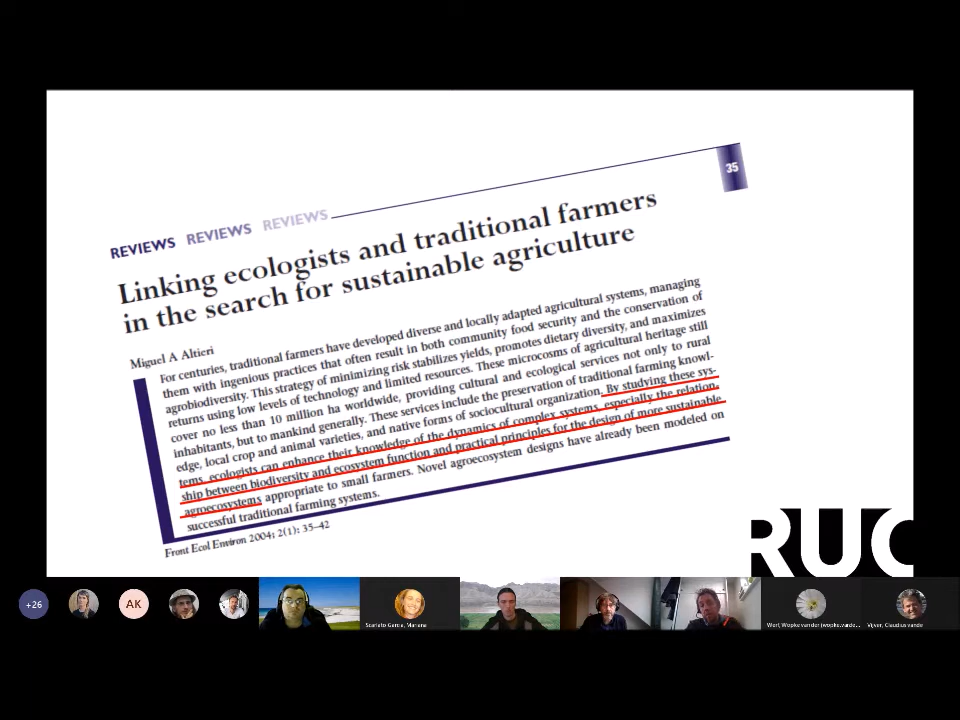 35
REVIEWS REVIEWS REVIEWS
Linking ecologists and traditional farmers
in the search for sustainable agriculture
Miguel A Altieri
For centuries, traditional farmers have developed diverse and locally adapted agricultural systems, managing
them with ingenious practices that often result in both community food security and the conservation of
agrobiodiversity. This strategy of minimizing risk stabilizes yields, promotes dietary diversity, and maximizes
returns using low levels of technology and limited resources. These microcosms of agricultural heritage still
cover no less than 10 million ha worldwide, providing cultural and ecological services not only to rural
inhabitants, but to mankind generally. These services include the preservation of traditional farming knowl-
edge, local crop and animal varieties, and native forms of sociocultural organization. By studying these sys-
tems, ecologists can enhance their knowledge of the dynamics of complex systems, especially the relation-
ship between biodiversity and ecosystem function and practical principles for the design of more sustainable
agroecosystems appropriate to small farmers. Novel agroecosystem designs have already been modeled on
successful traditional farming systems.
Front Ecol Environ 2004; 2(1): 35–42
RUC
+26
AK
Scarlato García, Mariana
Werf, Wopke van der (wopke.varde...
Vijver, Claudius vande